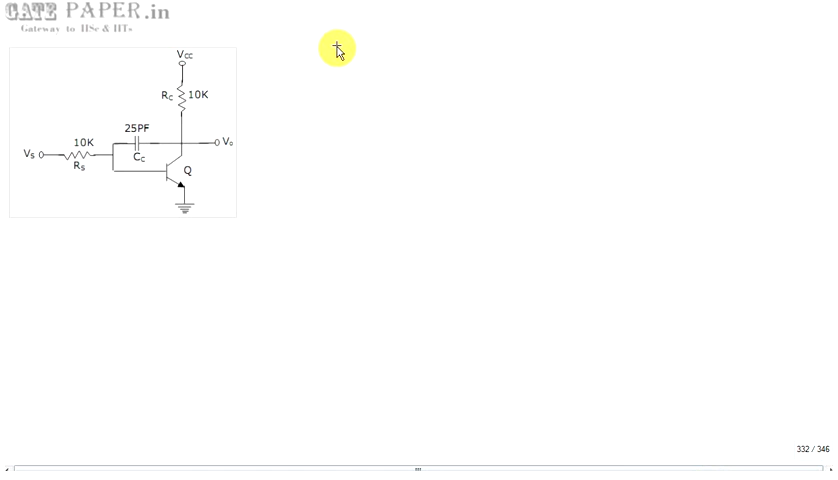 GATE PAPER.in
Gateway to IISc & IITs
VCC
RC 10K
25PF
10K
VS
CC
Vo
RS
Q
332 / 346